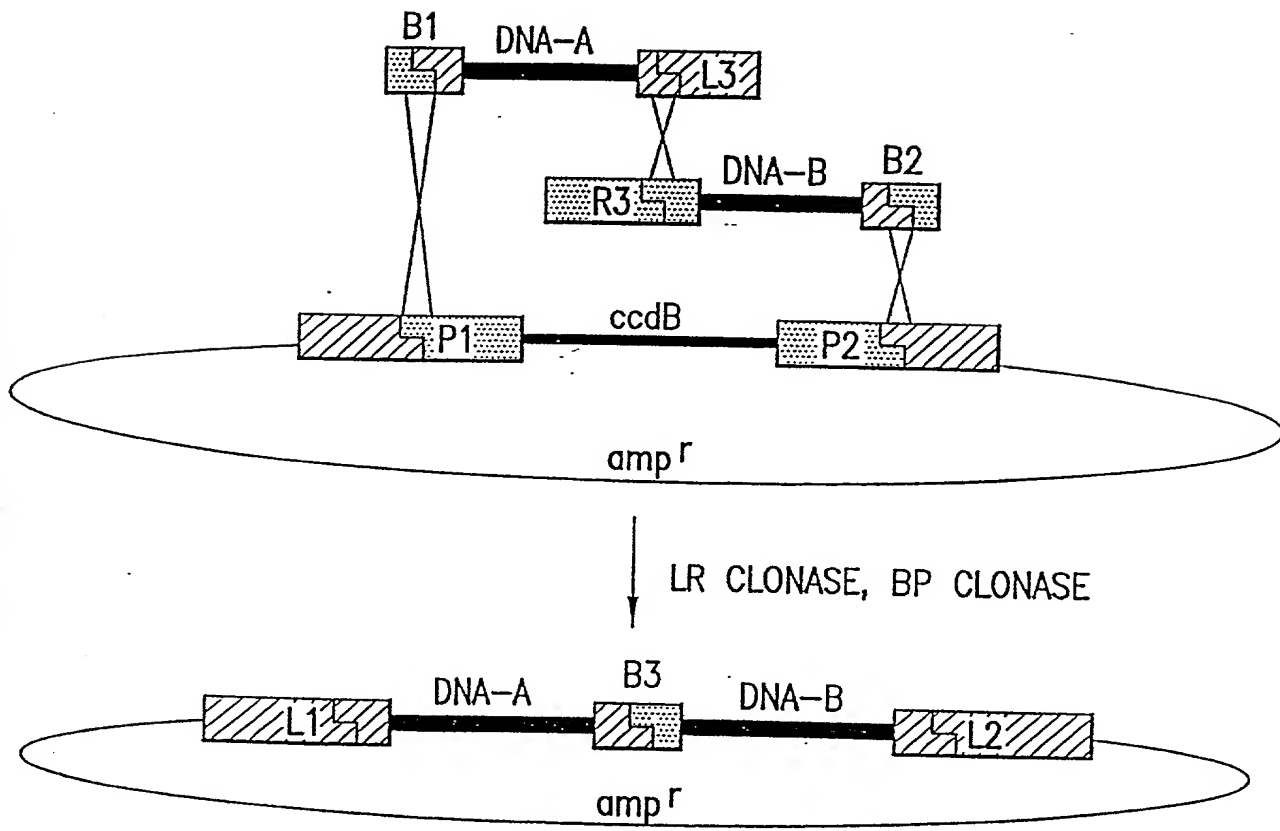 B1
DNA-A
L3
R3
DNA-B
B2
P1
ccdB
P2
amp r
LR CLONASE, BP CLONASE
L1
DNA-A
B3
DNA-B
L2
amp r